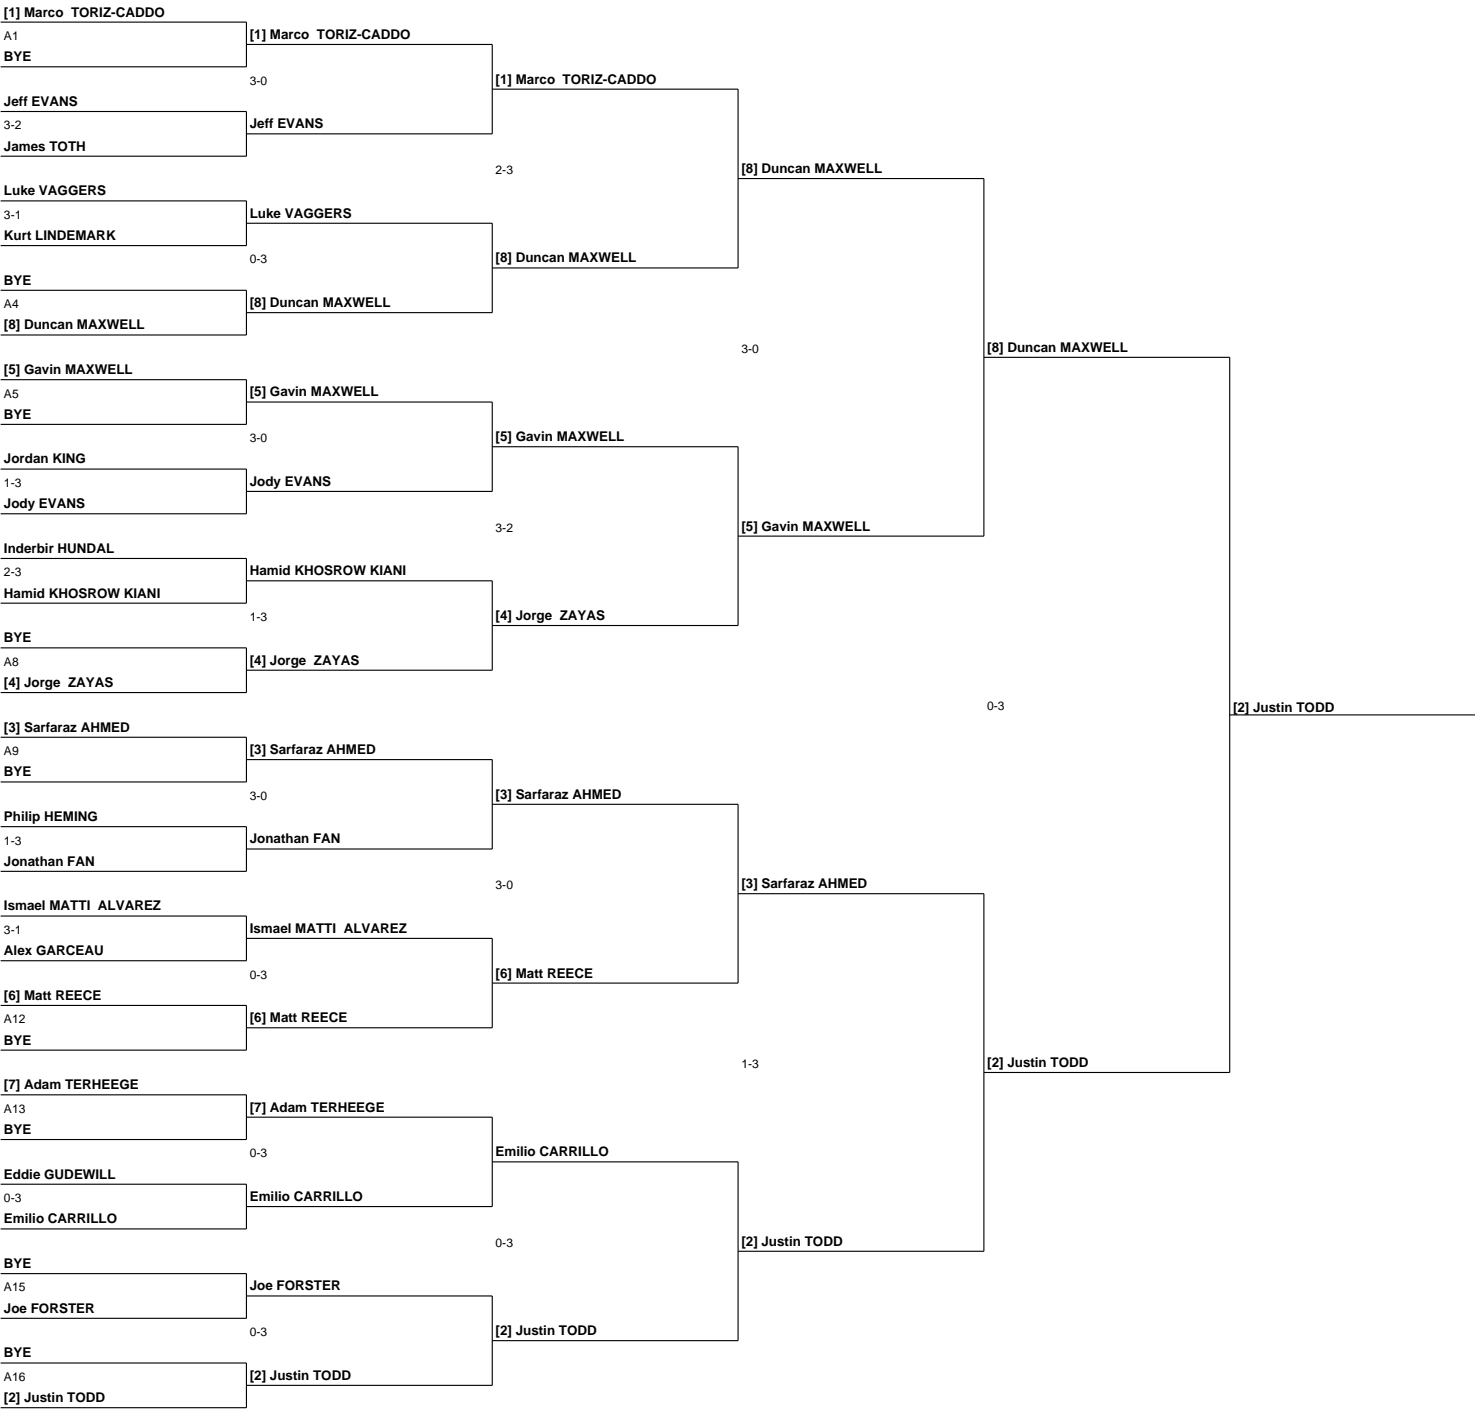 [1] Marco  TORIZ-CADDO
A1
BYE
Jeff EVANS
3-2
James TOTH
Luke VAGGERS
3-1
Kurt LINDEMARK
BYE
A4
[8] Duncan MAXWELL
[5] Gavin MAXWELL
A5
BYE
Jordan KING
1-3
Jody EVANS
Inderbir HUNDAL
2-3
Hamid KHOSROW KIANI
BYE
A8
[4] Jorge  ZAYAS
[3] Sarfaraz AHMED
A9
BYE
Philip HEMING
1-3
Jonathan FAN
Ismael MATTI  ALVAREZ
3-1
Alex GARCEAU
[6] Matt REECE
A12
BYE
[7] Adam TERHEEGE
A13
BYE
Eddie GUDEWILL
0-3
Emilio CARRILLO
BYE
A15
Joe FORSTER
BYE
A16
[2] Justin TODD
[1] Marco  TORIZ-CADDO
3-0
Jeff EVANS
Luke VAGGERS
0-3
[8] Duncan MAXWELL
[5] Gavin MAXWELL
3-0
Jody EVANS
Hamid KHOSROW KIANI
1-3
[4] Jorge  ZAYAS
[3] Sarfaraz AHMED
3-0
Jonathan FAN
Ismael MATTI  ALVAREZ
0-3
[6] Matt REECE
[7] Adam TERHEEGE
0-3
Emilio CARRILLO
Joe FORSTER
0-3
[2] Justin TODD
[1] Marco  TORIZ-CADDO
2-3
[8] Duncan MAXWELL
[5] Gavin MAXWELL
3-2
[4] Jorge  ZAYAS
[3] Sarfaraz AHMED
3-0
[6] Matt REECE
Emilio CARRILLO
0-3
[2] Justin TODD
[8] Duncan MAXWELL
3-0
[5] Gavin MAXWELL
[3] Sarfaraz AHMED
1-3
[2] Justin TODD
[8] Duncan MAXWELL
0-3
[2] Justin TODD
[2] Justin TODD